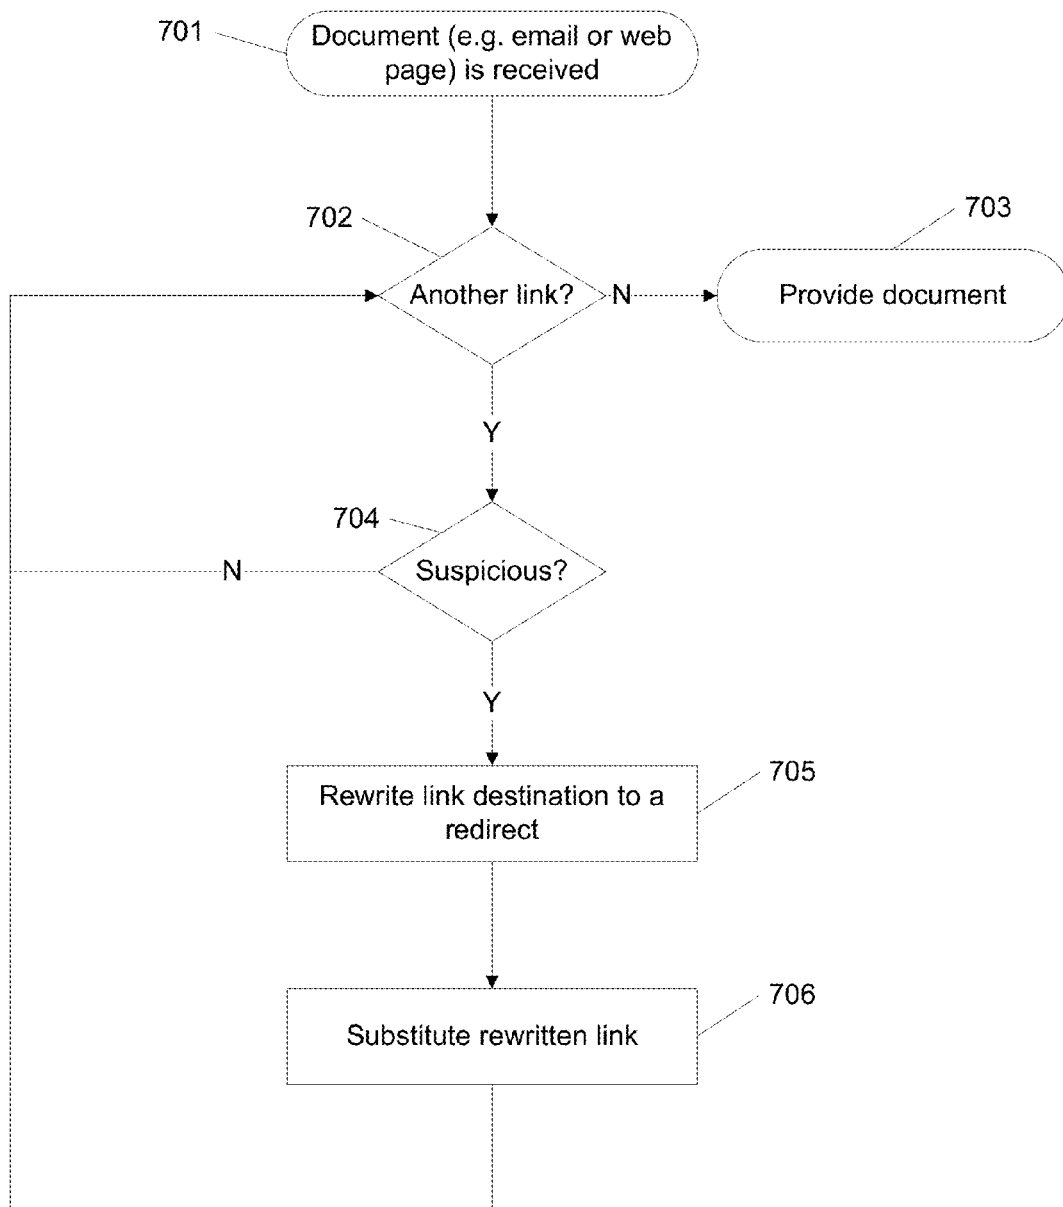 701
Document (e.g. email or web
page) is received
702
703
Another link?
N
Provide document
Y
704
Suspicious?
N
Y
705
Rewrite link destination to a
redirect
706
Substitute rewritten link